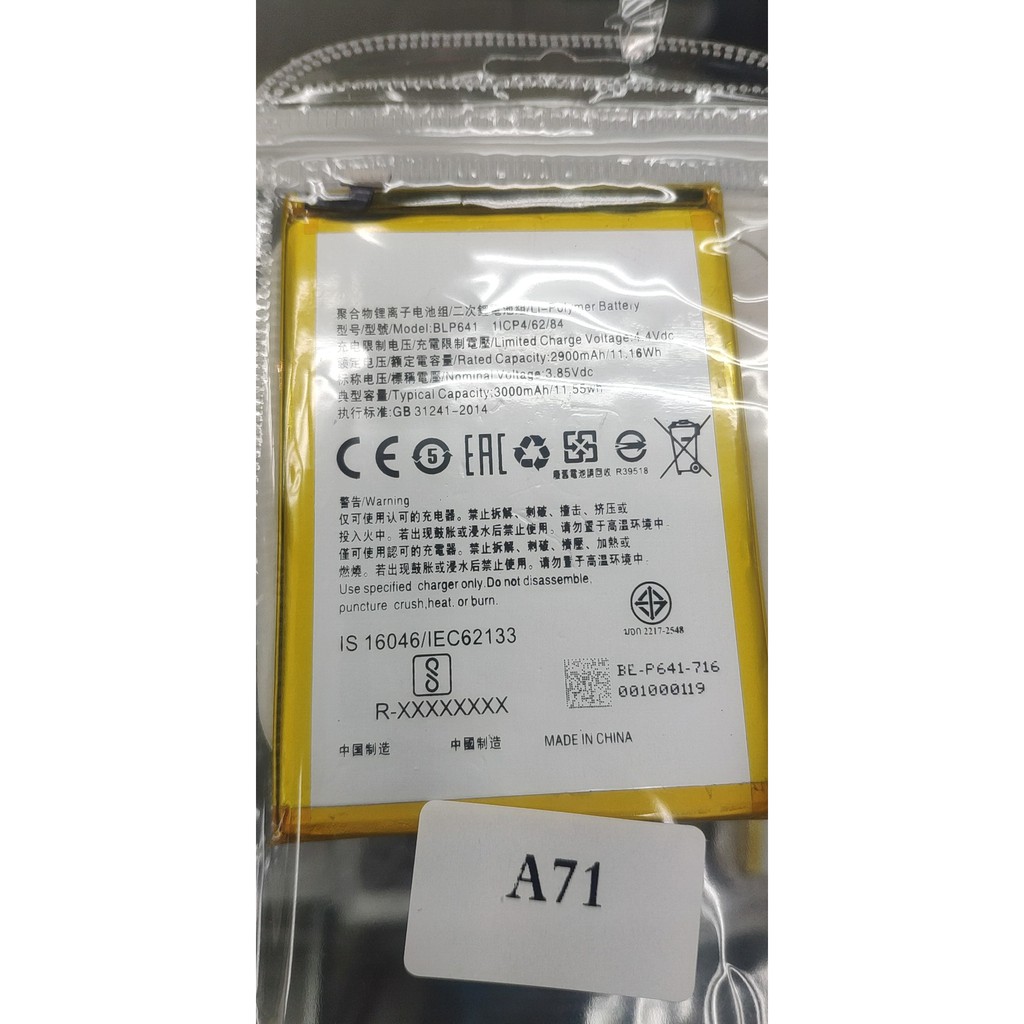 聚合物锂离子电池组/二次鋰電池組/Li-Polymer Battery
型号/型號/Model:BLP641 1ICP4/62/84
充电限制电压/充電限制電壓/Limited Charge Voltage:4.4Vdc
额定电压/額定電容量/Rated Capacity:2900mAh/11.16Wh
标称电压/標稱電壓/Nominal Voltage:3.85Vdc
典型容量/Typical Capacity:3000mAh/11.55Wh
执行标准:GB 31241-2014
CE 5 EAC
廢舊電池請回收 R39518
警告/Warning
仅可使用认可的充电器。禁止拆解、刺破、撞击、挤压或
投入火中。若出现鼓胀或浸水后禁止使用。请勿置于高温环境中.
僅可使用認可的充電器。禁止拆解、刺破、擠壓、加熱或
燃燒。若出現鼓胀或浸水后禁止使用。请勿置于高温环境中.
Use specified charger only.Do not disassemble,
puncture crush,heat. or burn.
มอก 2217-2548
IS 16046/IEC62133
BE-P641-716
001000119
R-XXXXXXXX
中国制造 中國制造 MADE IN CHINA
A71